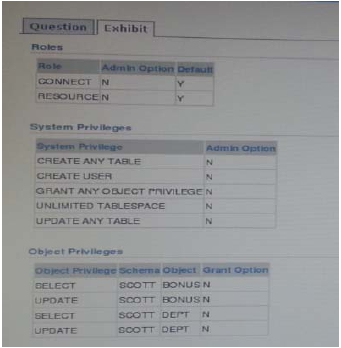 Question Exhibit
Roles
Role Admin Option Default
CONNECT N Y
RESOURCE N Y
System Privileges
System Privilege Admin Option
CREATE ANY TABLE N
CREATE USER N
GRANT ANY OBJECT PRIVILEGE N
UNLIMITED TABLESPACE N
UPDATE ANY TABLE N
Object Privileges
Object Privilege Schema Object Grant Option
SELECT SCOTT BONUS N
UPDATE SCOTT BONUS N
SELECT SCOTT DEPT N
UPDATE SCOTT DEPT N